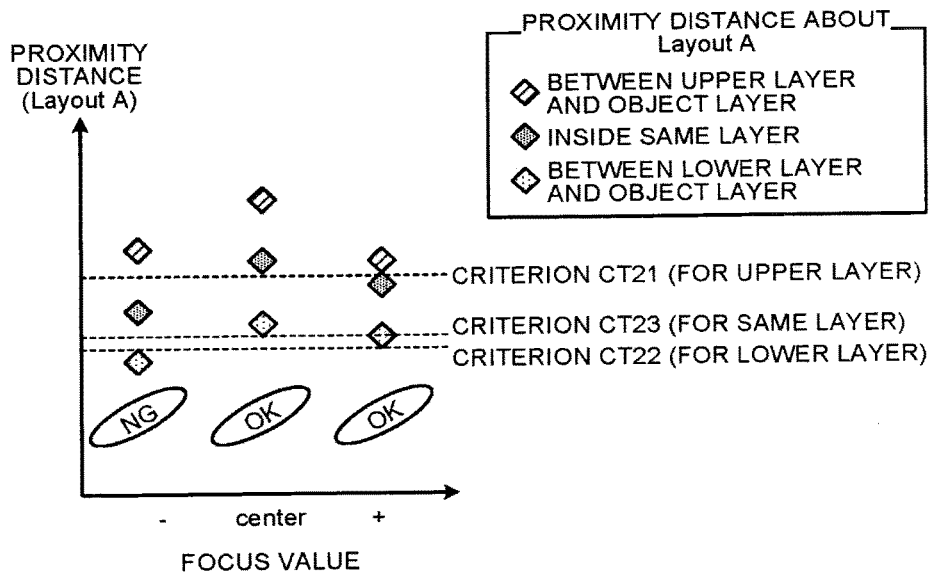 PROXIMITY DISTANCE ABOUT
Layout A
BETWEEN UPPER LAYER
AND OBJECT LAYER
INSIDE SAME LAYER
BETWEEN LOWER LAYER
AND OBJECT LAYER
PROXIMITY
DISTANCE
(Layout A)
CRITERION CT21 (FOR UPPER LAYER)
CRITERION CT23 (FOR SAME LAYER)
CRITERION CT22 (FOR LOWER LAYER)
NG OK OK
- center +
FOCUS VALUE